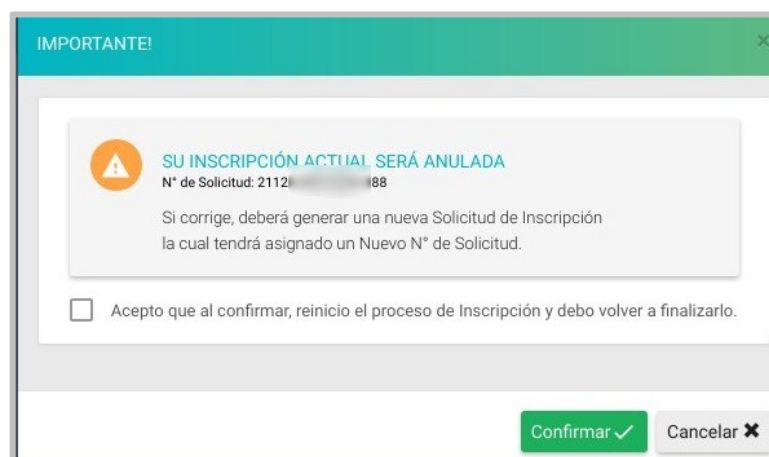 IMPORTANTE!
SU INSCRIPCIÓN ACTUAL SERÁ ANULADA
N° de Solicitud: 2112 88
Si corrige, deberá generar una nueva Solicitud de Inscripción
la cual tendrá asignado un Nuevo N° de Solicitud.
Acepto que al confirmar, reinicio el proceso de Inscripción y debo volver a finalizarlo.
Confirmar
Cancelar